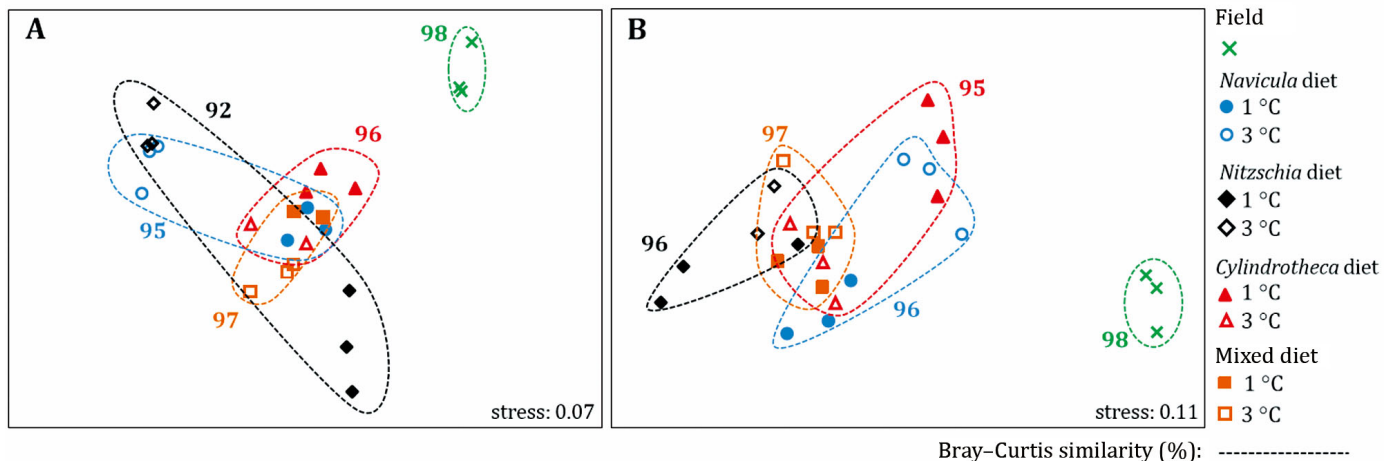 A
98
92
96
95
97
stress: 0.07
B
95
97
96
96
98
stress: 0.11
Field
Navicula diet
1 °C
3 °C
Nitzschia diet
1 °C
3 °C
Cylindrotheca diet
1 °C
3 °C
Mixed diet
1 °C
3 °C
Bray–Curtis similarity (%):